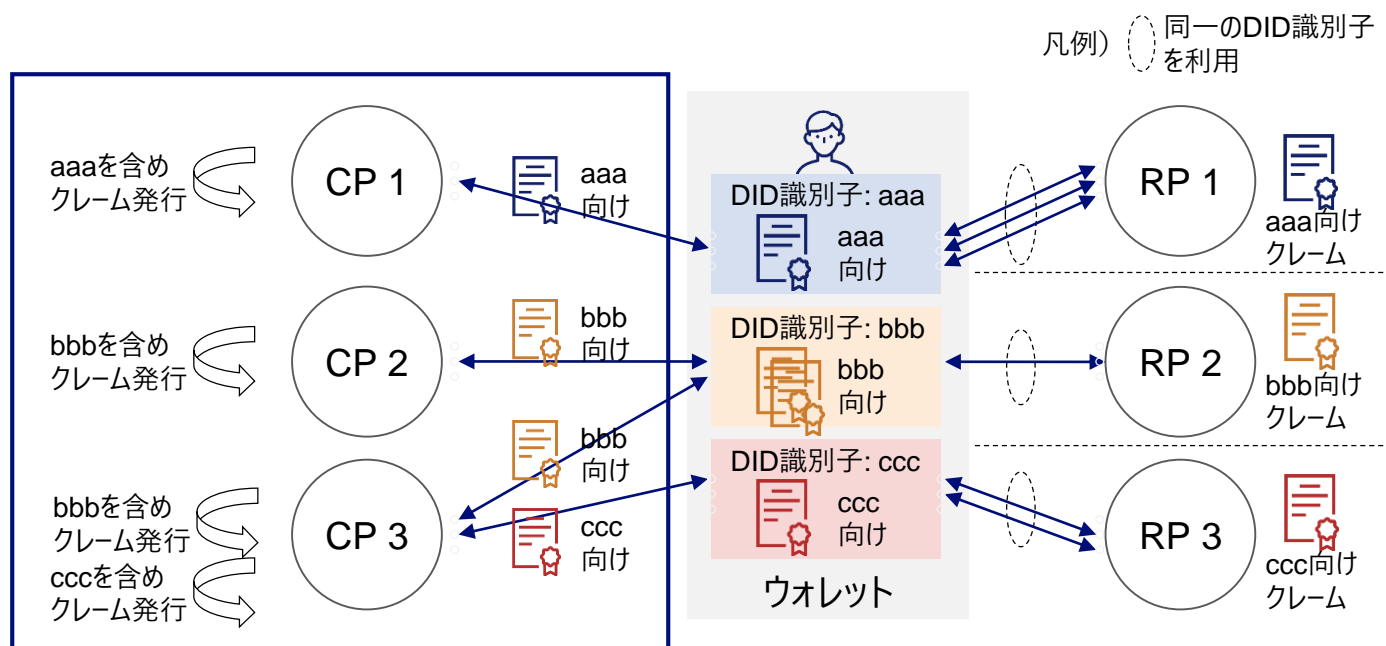 凡例）
同一のDID識別子
を利用
aaaを含め
クレーム発行
CP 1
aaa
向け
DID識別子: aaa
aaa
向け
RP 1
aaa向け
クレーム
bbbを含め
クレーム発行
CP 2
bbb
向け
DID識別子: bbb
bbb
向け
RP 2
bbb向け
クレーム
bbbを含め
クレーム発行
cccを含め
クレーム発行
CP 3
bbb
向け
ccc
向け
DID識別子: ccc
ccc
向け
RP 3
ccc向け
クレーム
ウォレット